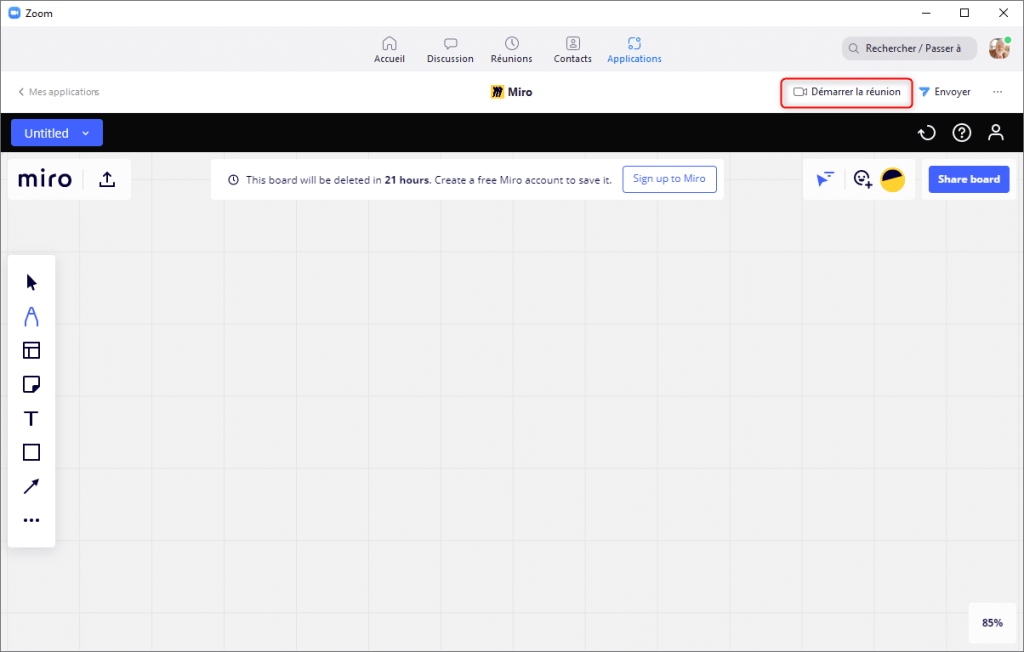 Zoom
Accueil Discussion Réunions Contacts Applications
Rechercher / Passer à
Mes applications
Miro
Démarrer la réunion
Envoyer
Untitled
miro
This board will be deleted in 21 hours. Create a free Miro account to save it.
Sign up to Miro
Share board
T
85%